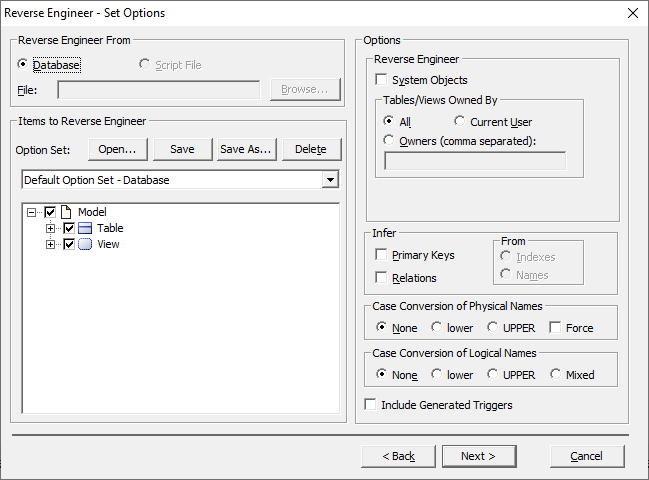 Reverse Engineer - Set Options
Reverse Engineer From
Database
Script File
File:
Browse...
Items to Reverse Engineer
Option Set:
Open...
Save
Save As...
Delete
Default Option Set - Database
Model
Table
View
Options
Reverse Engineer
System Objects
Tables/Views Owned By
All
Current User
Owners (comma separated):
Infer
Primary Keys
Relations
From
Indexes
Names
Case Conversion of Physical Names
None
lower
UPPER
Force
Case Conversion of Logical Names
None
lower
UPPER
Mixed
Include Generated Triggers
< Back
Next >
Cancel